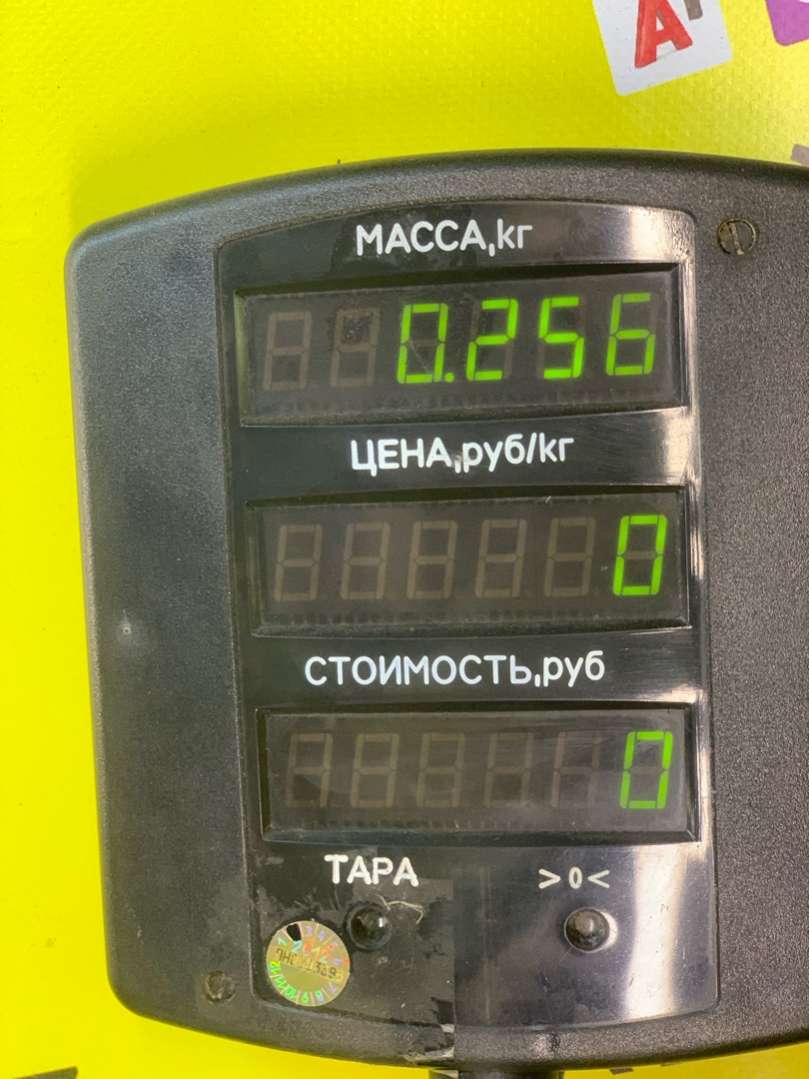 МАССА,кг
0.256
ЦЕНА,руб/кг
0
СТОИМОСТЬ,руб
0
ТАРА >0<